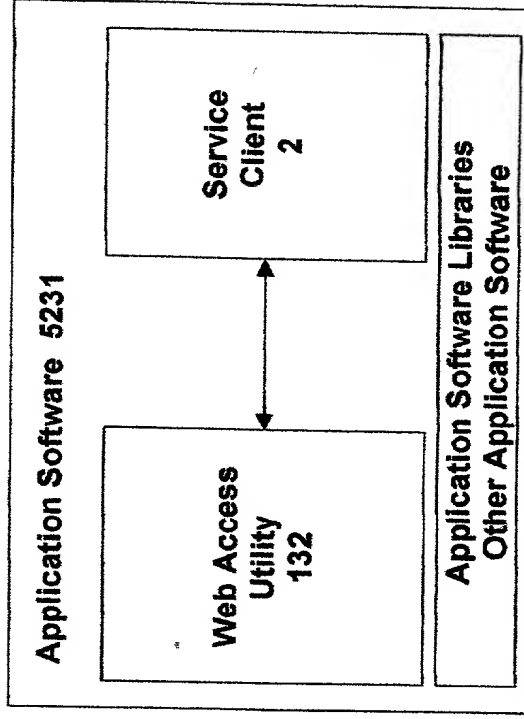 Application Software 5231
Web Access
Utility
132
Service
Client
2
Application Software Libraries
Other Application Software